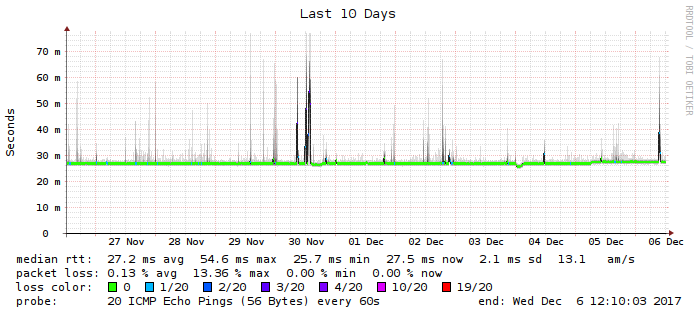 Last 10 Days
RRDTOOL / TOBI OETIKER
Seconds
70 m
60 m
50 m
40 m
30 m
20 m
10 m
0
27 Nov 28 Nov 29 Nov 30 Nov 01 Dec 02 Dec 03 Dec 04 Dec 05 Dec 06 Dec
median rtt: 27.2 ms avg 54.6 ms max 25.7 ms min 27.5 ms now 2.1 ms sd 13.1 am/s
packet loss: 0.13 % avg 13.36 % max 0.00 % min 0.00 % now
loss color: 0 1/20 2/20 3/20 4/20 10/20 19/20
probe: 20 ICMP Echo Pings (56 Bytes) every 60s end: Wed Dec 6 12:10:03 2017